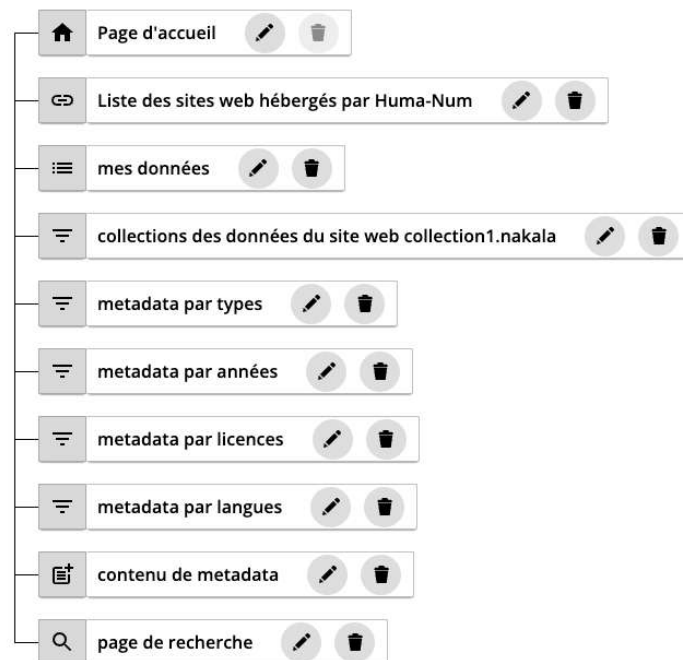 Page d'accueil
Liste des sites web hébergés par Huma-Num
mes données
collections des données du site web collection1.nakala
metadata par types
metadata par années
metadata par licences
metadata par langues
contenu de metadata
page de recherche